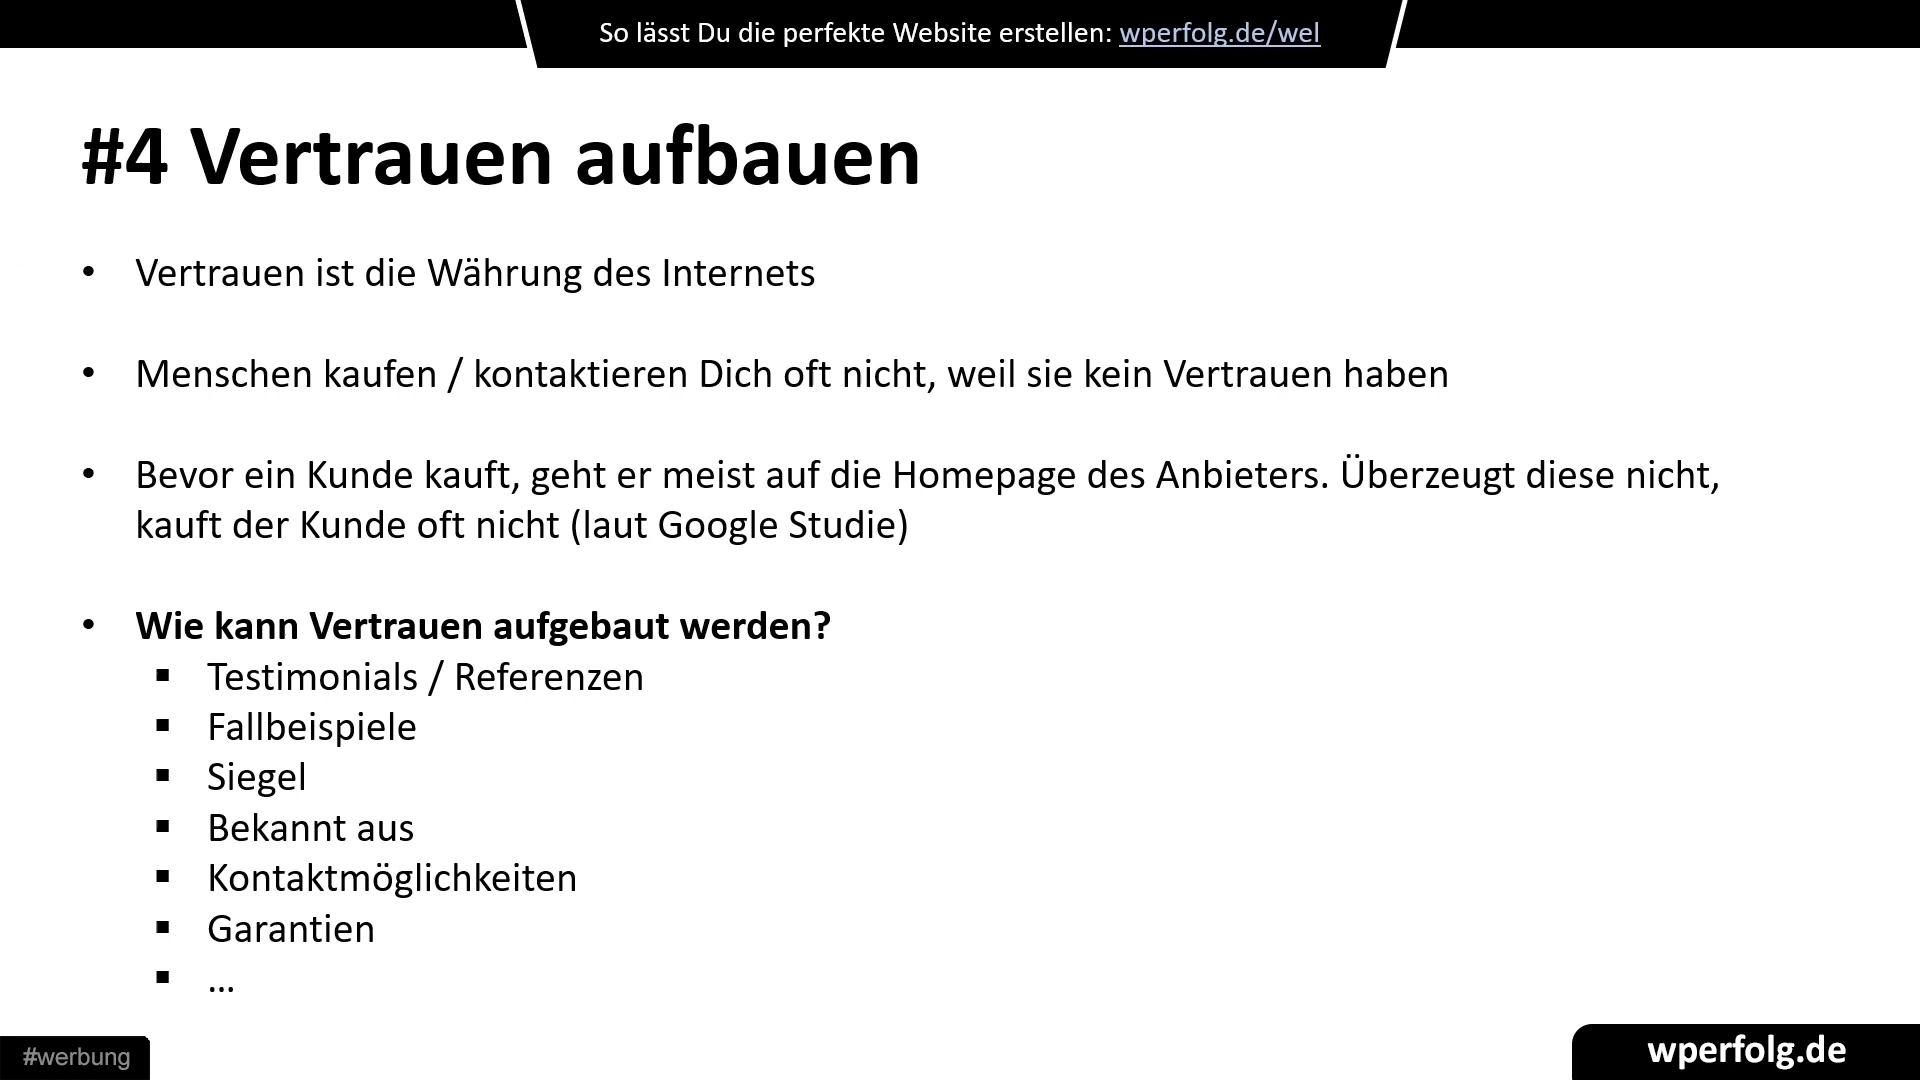 So lässt Du die perfekte Website erstellen: wperfolg.de/wel
#4 Vertrauen aufbauen
• Vertrauen ist die Währung des Internets
• Menschen kaufen / kontaktieren Dich oft nicht, weil sie kein Vertrauen haben
• Bevor ein Kunde kauft, geht er meist auf die Homepage des Anbieters. Überzeugt diese nicht,
kauft der Kunde oft nicht (laut Google Studie)
• Wie kann Vertrauen aufgebaut werden?
▪ Testimonials / Referenzen
▪ Fallbeispiele
▪ Siegel
▪ Bekannt aus
▪ Kontaktmöglichkeiten
▪ Garantien
▪ ...
#werbung
wperfolg.de